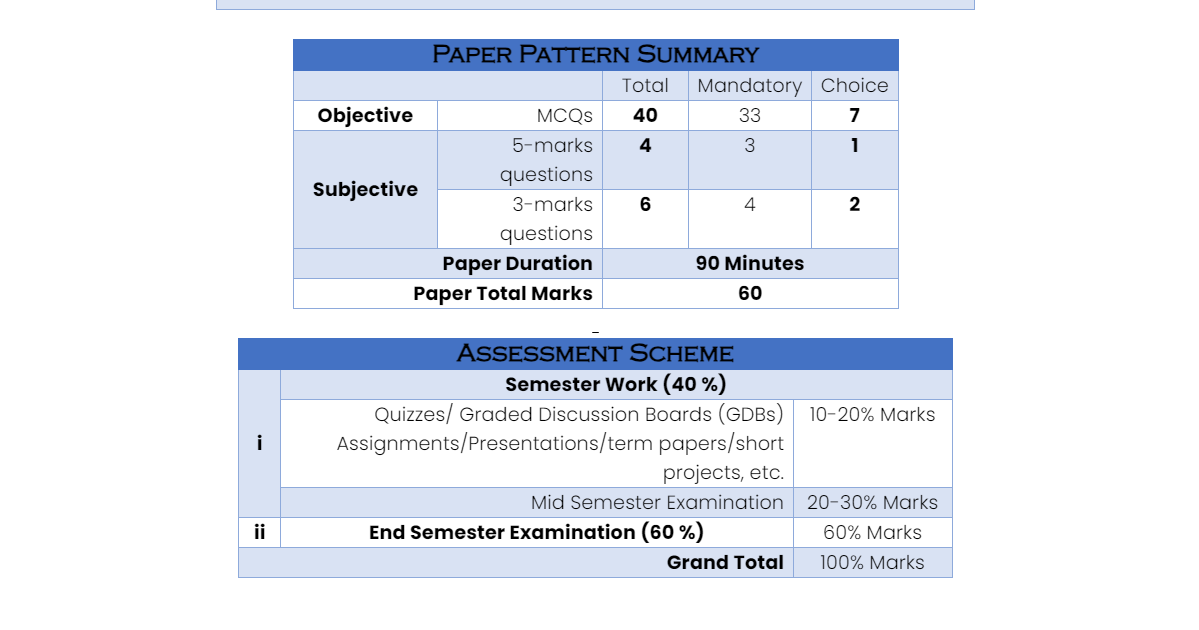 PAPER PATTERN SUMMARY
Total Mandatory Choice
Objective MCQs 40 33 7
Subjective 5-marks questions 4 3 1
3-marks questions 6 4 2
Paper Duration 90 Minutes
Paper Total Marks 60
-
ASSESSMENT SCHEME
i Semester Work (40 %)
Quizzes/ Graded Discussion Boards (GDBs) 10-20% Marks
Assignments/Presentations/term papers/short
projects, etc.
Mid Semester Examination 20-30% Marks
ii End Semester Examination (60 %) 60% Marks
Grand Total 100% Marks